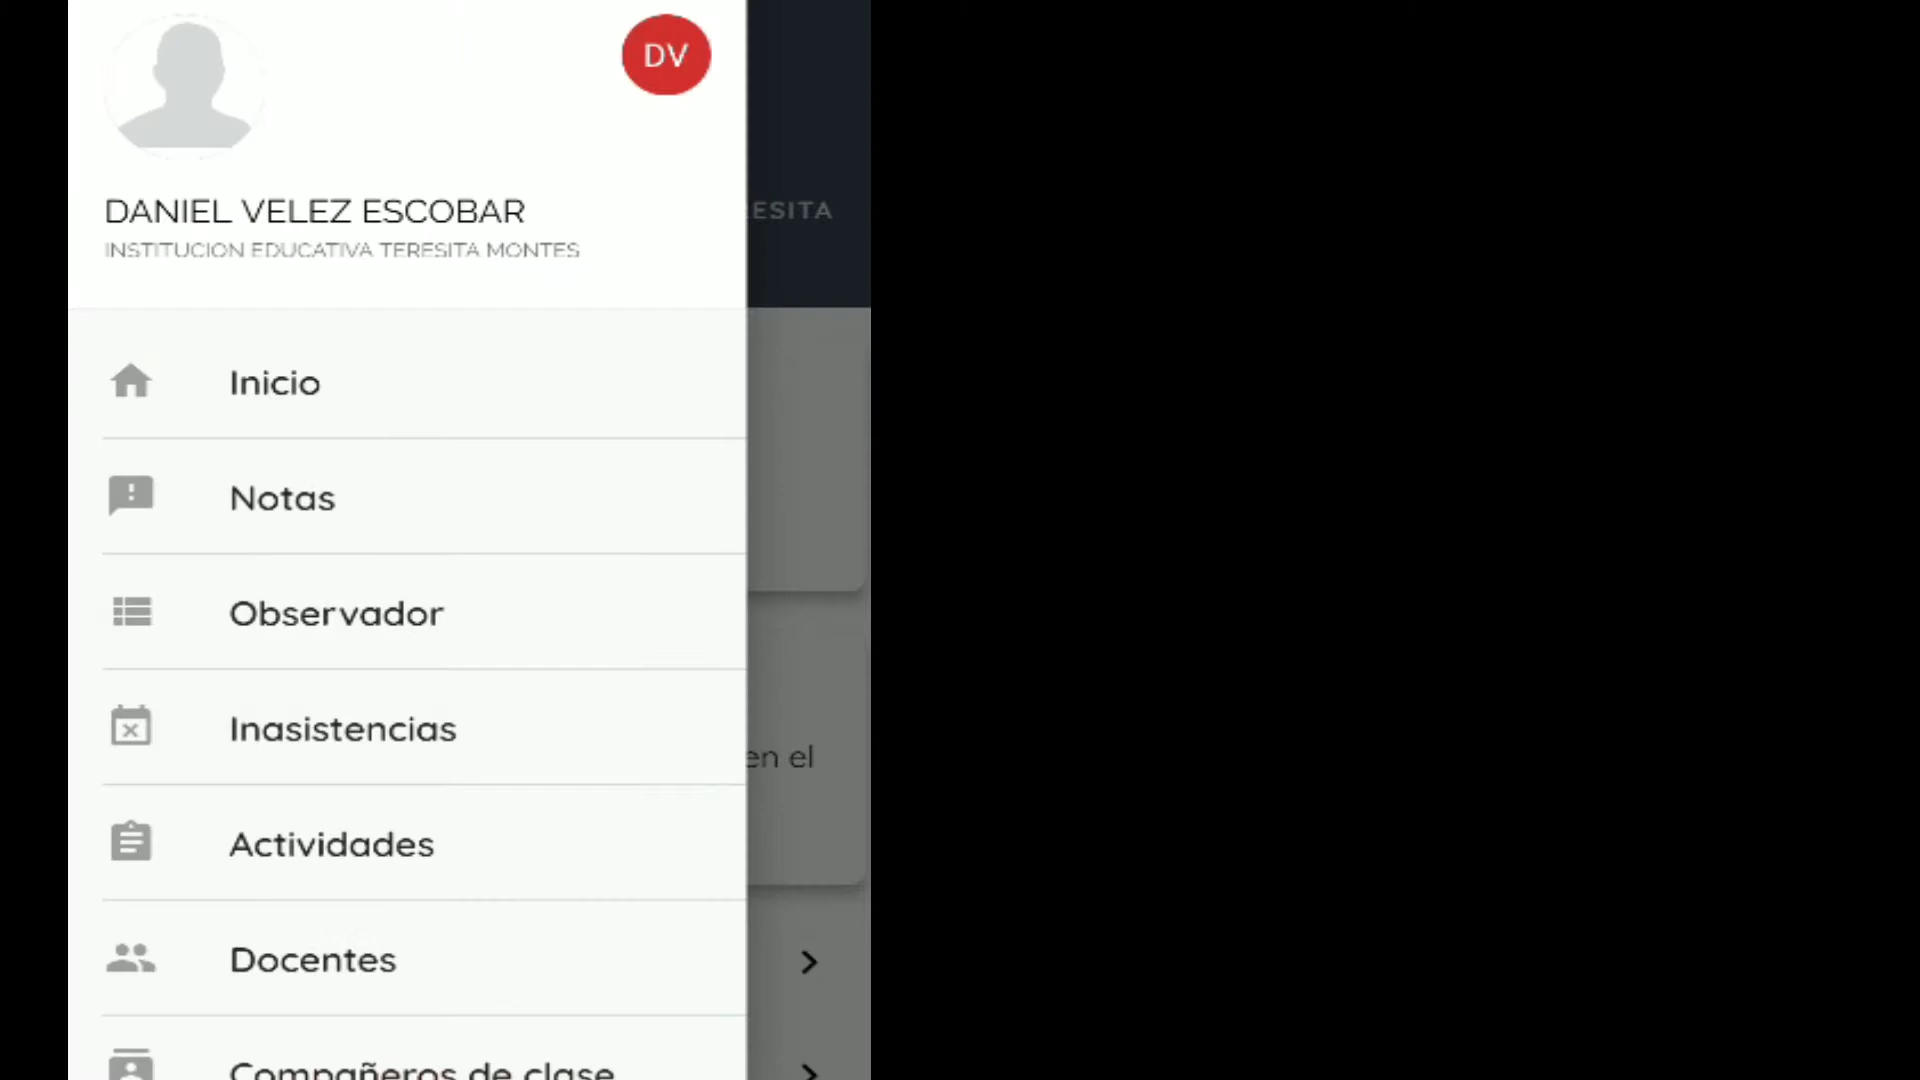 DV
DANIEL VELEZ ESCOBAR
INSTITUCION EDUCATIVA TERESITA MONTES
ESITA
Inicio
Notas
Observador
Inasistencias
en el
Actividades
Docentes
Compañeros de clase